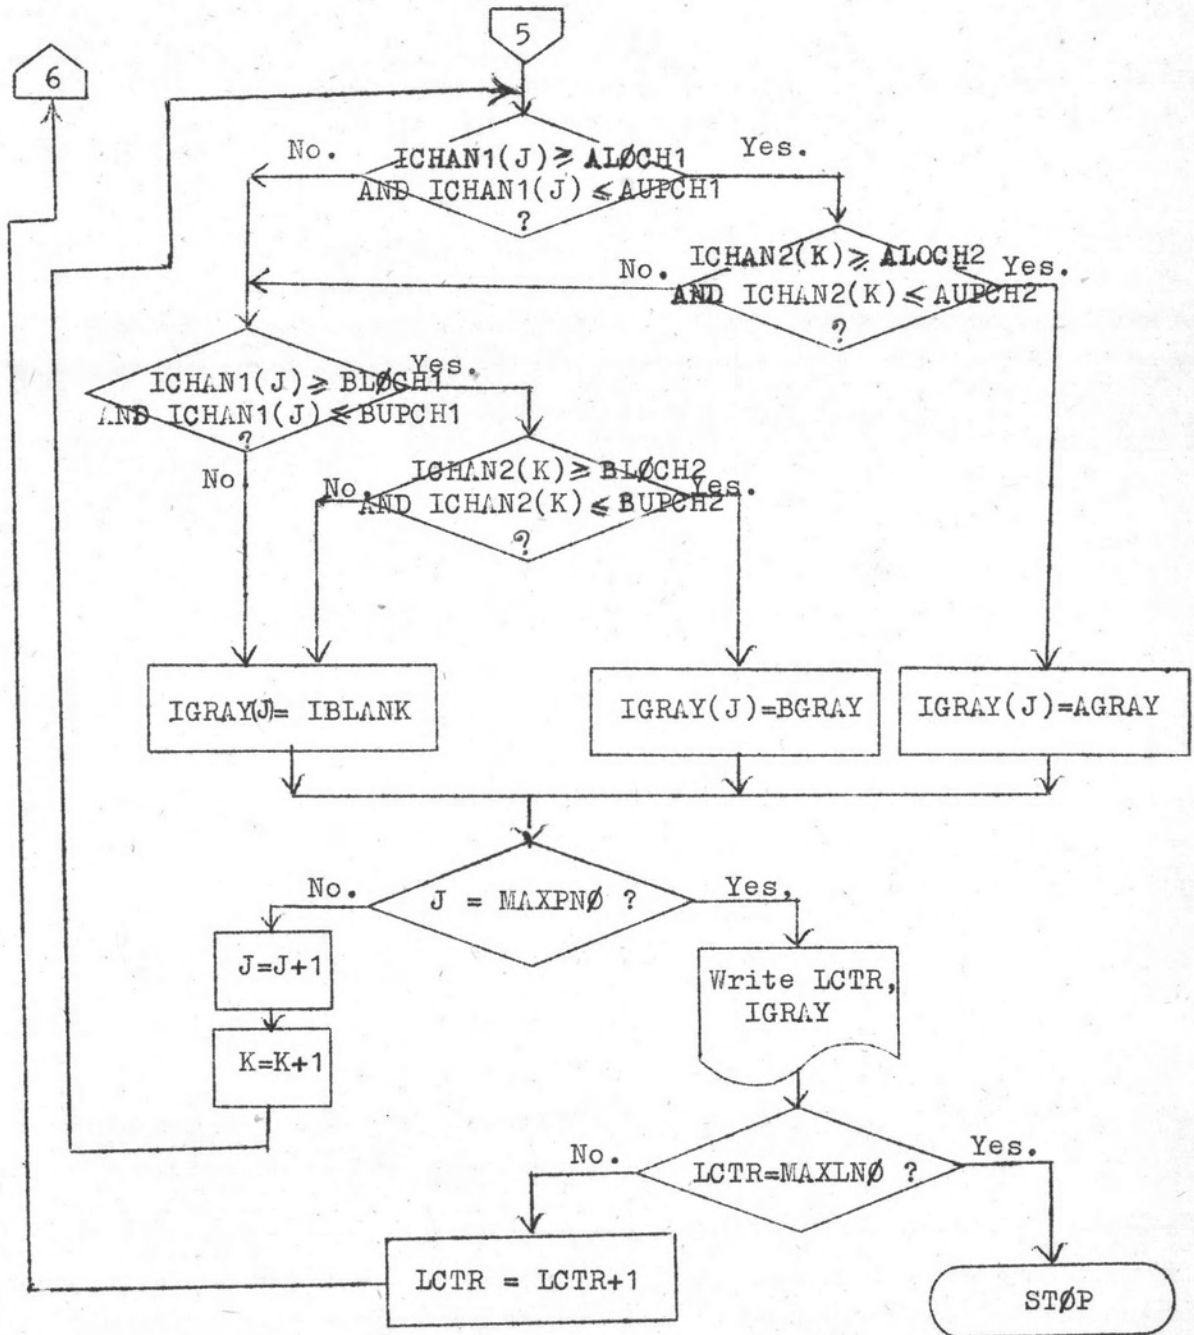 5
6
No.
ICHAN1(J) ⩾ ALØCH1
AND ICHAN1(J) ⩽ AUPCH1
?
Yes.
No.
ICHAN2(K) ⩾ ALOCH2
AND ICHAN2(K) ⩽ AUPCH2
?
Yes.
ICHAN1(J) ⩾ BLØCH1
AND ICHAN1(J) ⩽ BUPCH1
?
Yes.
No
No.
ICHAN2(K) ⩾ BLØCH2
AND ICHAN2(K) ⩽ BUPCH2
?
Yes.
IGRAY(J)= IBLANK
IGRAY(J)=BGRAY
IGRAY(J)=AGRAY
No.
J = MAXPNØ ?
Yes,
J=J+1
K=K+1
Write LCTR,
IGRAY
No.
LCTR=MAXLNØ ?
Yes.
LCTR = LCTR+1
STØP